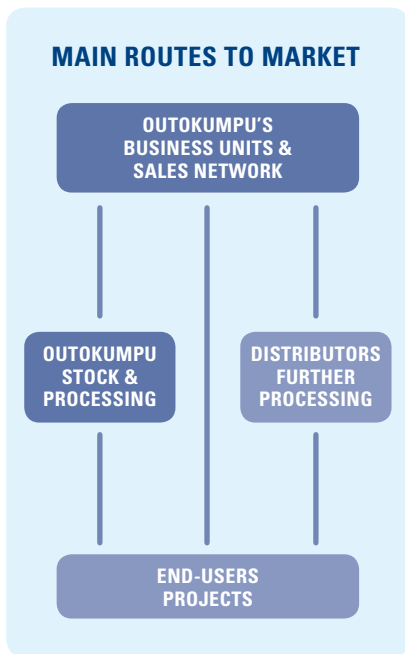 MAIN ROUTES TO MARKET
OUTOKUMPU'S
BUSINESS UNITS &
SALES NETWORK
OUTOKUMPU
STOCK &
PROCESSING
DISTRIBUTORS
FURTHER
PROCESSING
END-USERS
PROJECTS